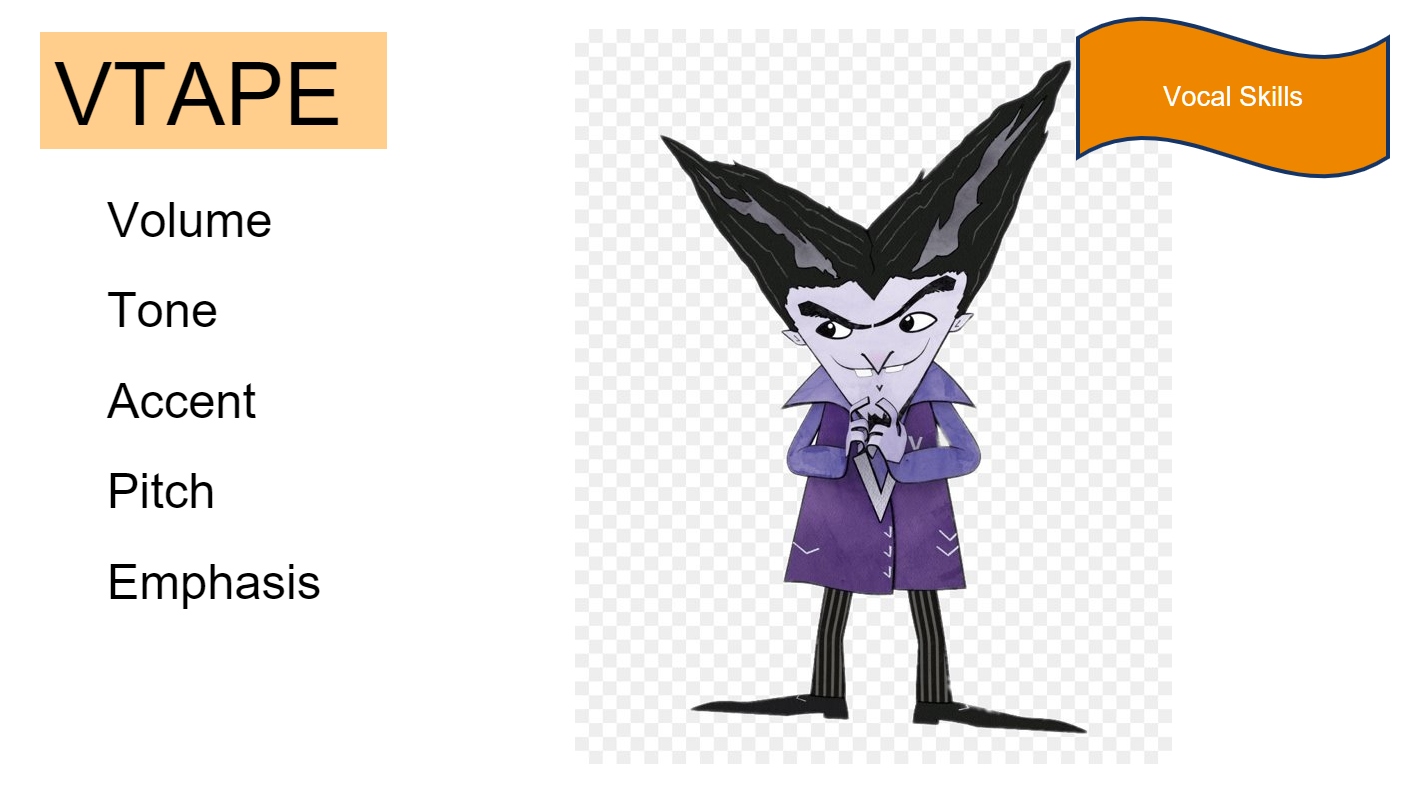 VTAPE
Vocal Skills
Volume
Tone
Accent
Pitch
Emphasis
V